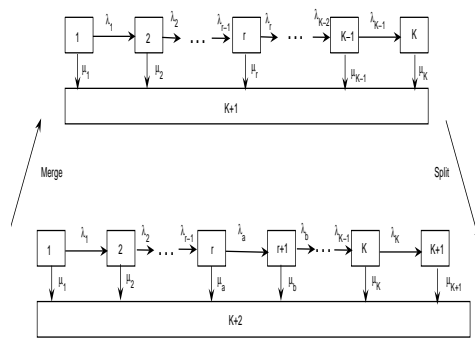 λ1 λ2 λr−1 λr λK−2 λK−1
1 2 ... r ... K−1 K
μ1 μ2 μr μK−1 μK
K+1
Merge Split
λ1 λ2 λr−1 λa λb λK−1 λK
1 2 ... r r+1 ... K K+1
μ1 μ2 μa μb μK μK+1
K+2